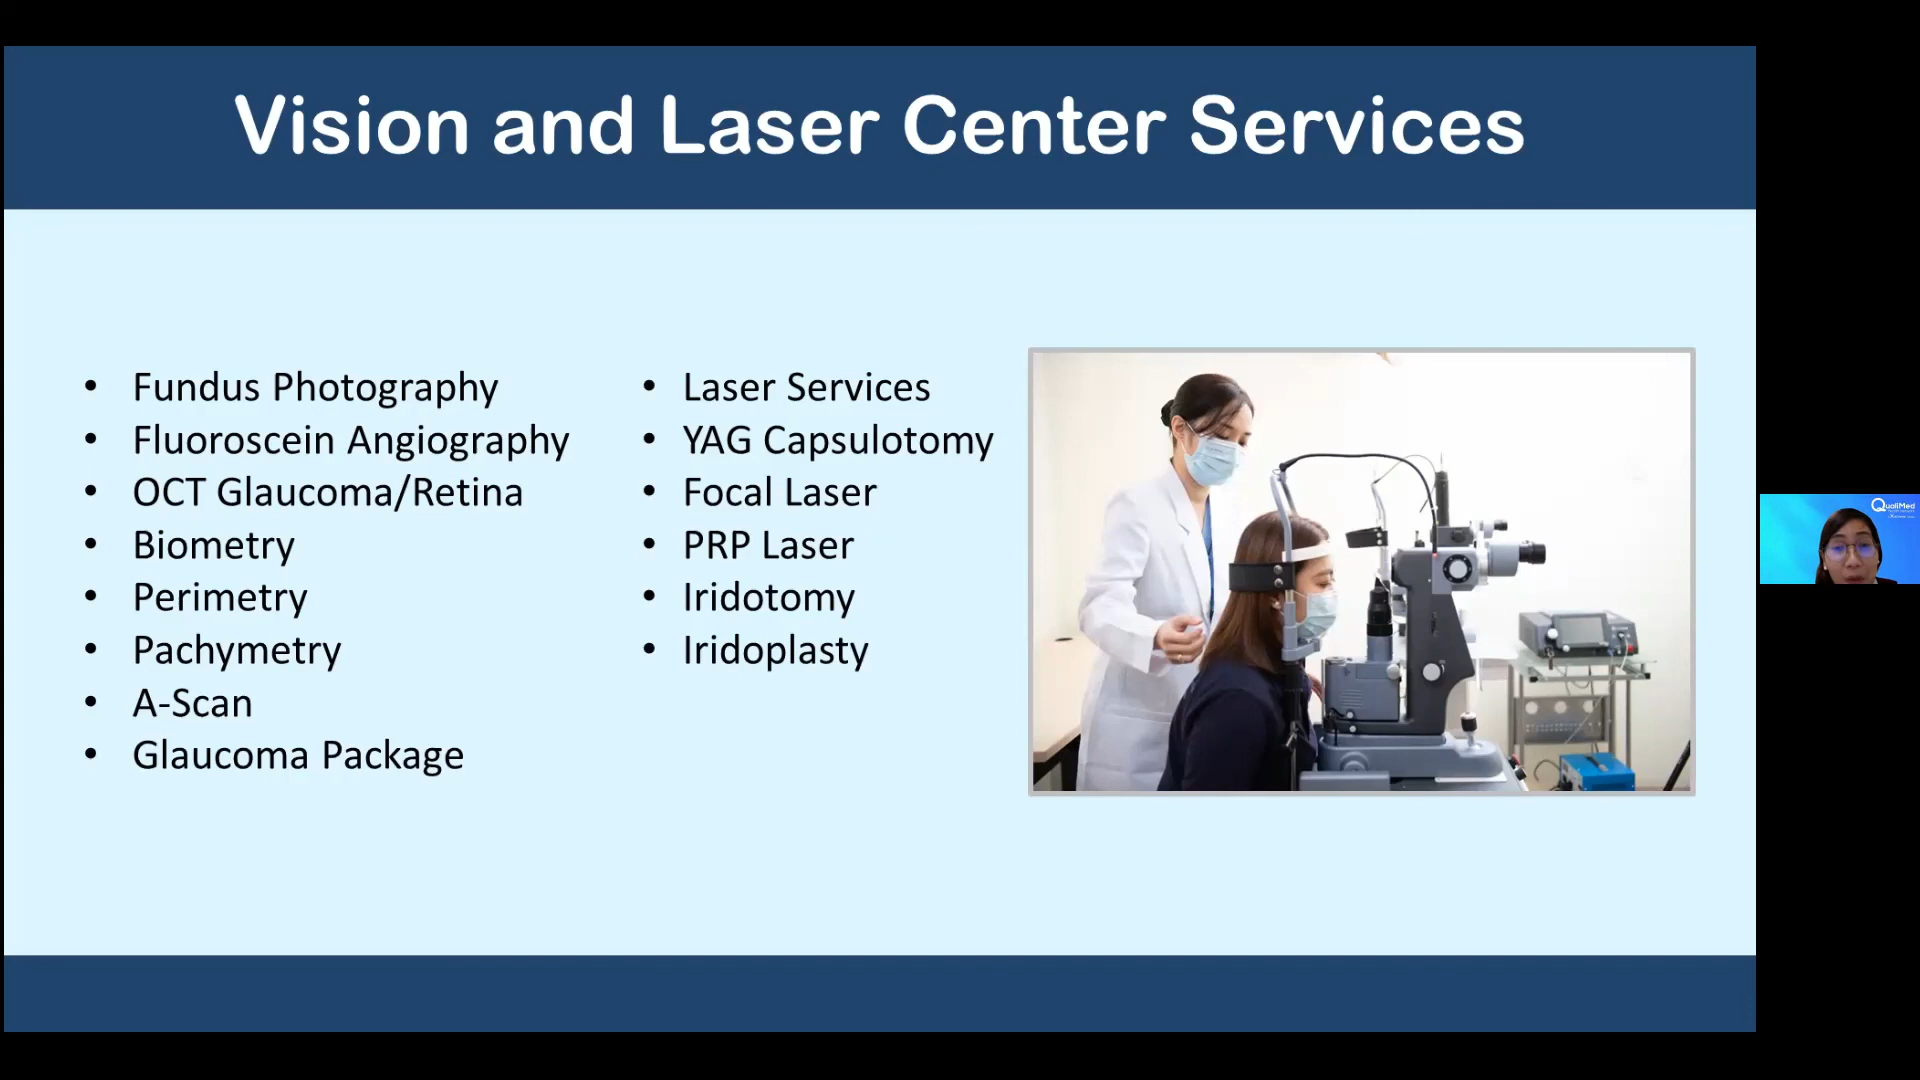 Vision and Laser Center Services
• Fundus Photography
• Fluoroscein Angiography
• OCT Glaucoma/Retina
• Biometry
• Perimetry
• Pachymetry
• A-Scan
• Glaucoma Package
• Laser Services
• YAG Capsulotomy
• Focal Laser
• PRP Laser
• Iridotomy
• Iridoplasty
QualiMed